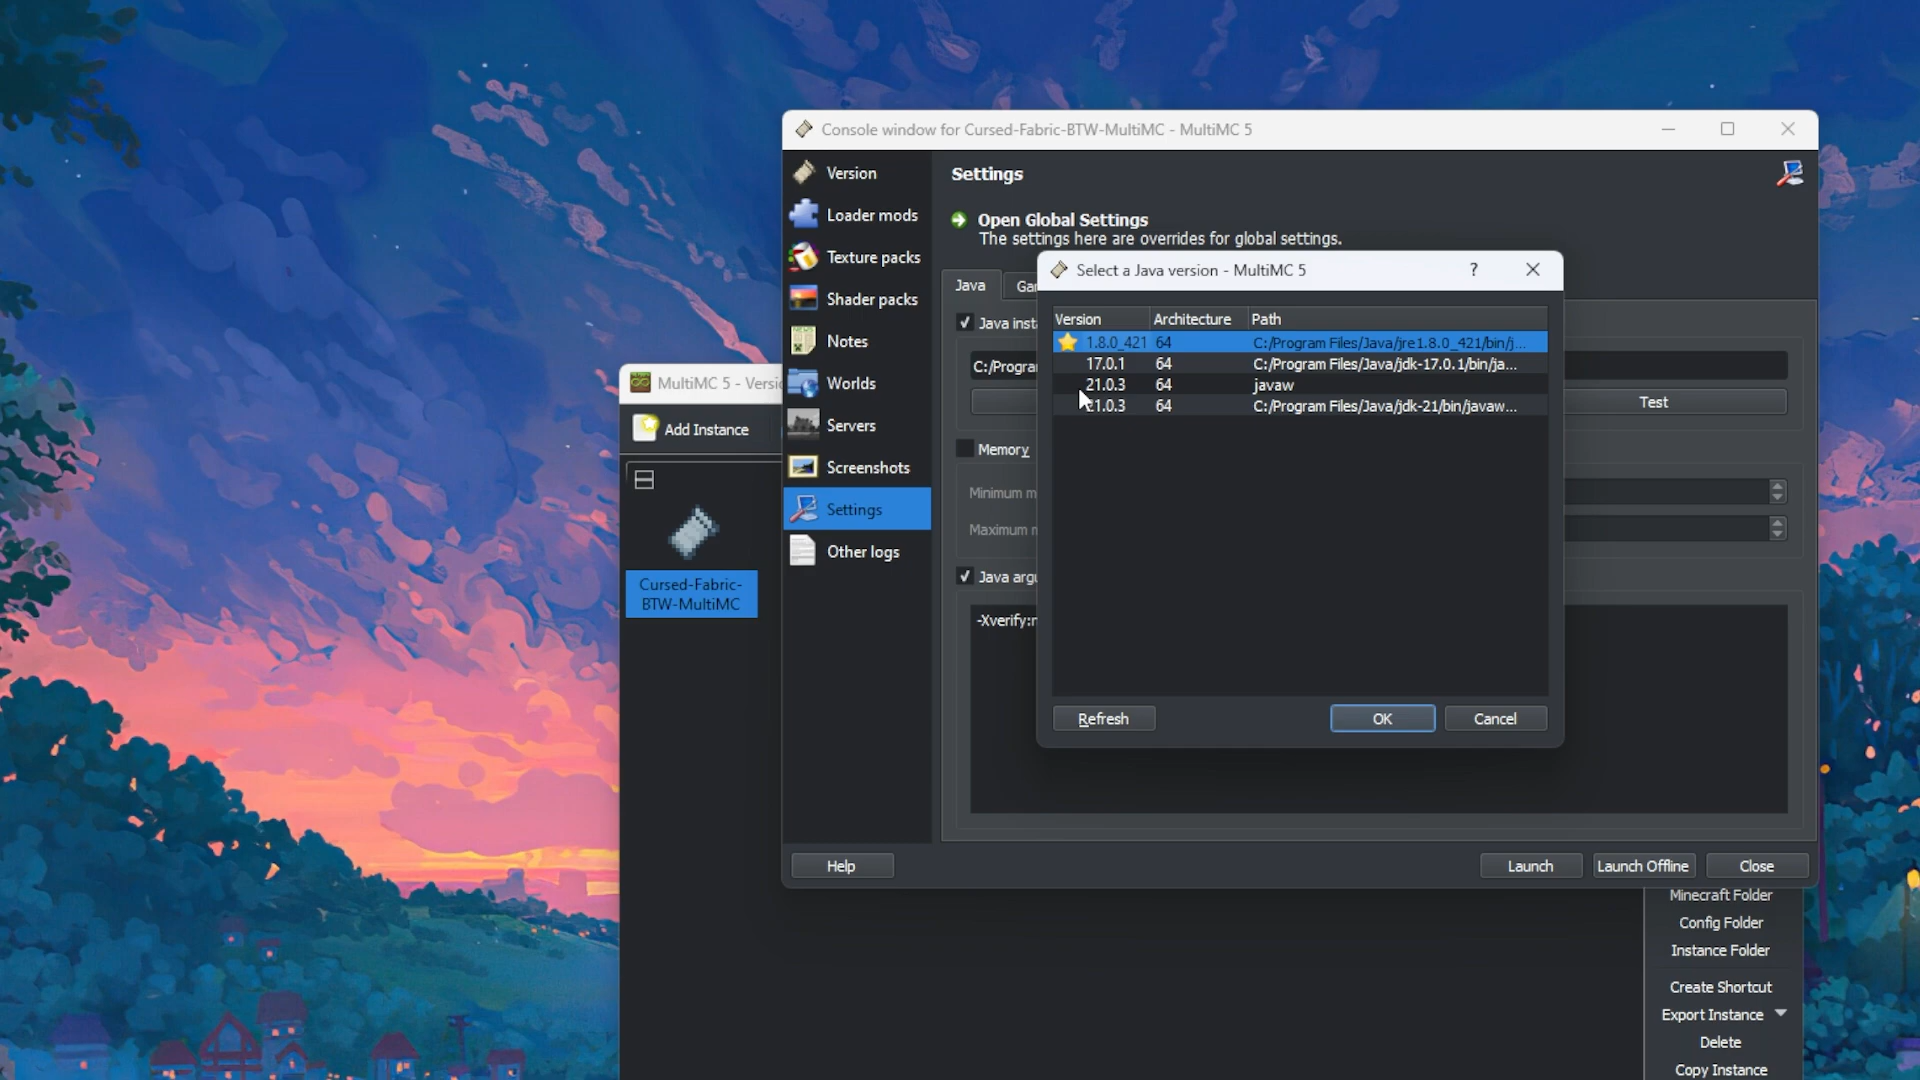 Console window for Cursed-Fabric-BTW-MultiMC - MultiMC 5
Version
Loader mods
Texture packs
Shader packs
Notes
Worlds
Servers
Screenshots
Settings
Other logs
Settings
Open Global Settings
The settings here are overrides for global settings.
Java
Ga
Java inst
C:/Progra
Test
Memory
Minimum m
Maximum m
Java argu
-Xverify:n
Select a Java version - MultiMC 5
?
Version Architecture Path
1.8.0_421 64 C:/Program Files/Java/jre1.8.0_421/bin/j...
17.0.1 64 C:/Program Files/Java/jdk-17.0.1/bin/ja...
21.0.3 64 javaw
21.0.3 64 C:/Program Files/Java/jdk-21/bin/javaw...
Refresh
OK
Cancel
Help
Launch
Launch Offline
Close
MultiMC 5 - Versio
Add Instance
Cursed-Fabric-
BTW-MultiMC
Minecraft Folder
Config Folder
Instance Folder
Create Shortcut
Export Instance
Delete
Copy Instance